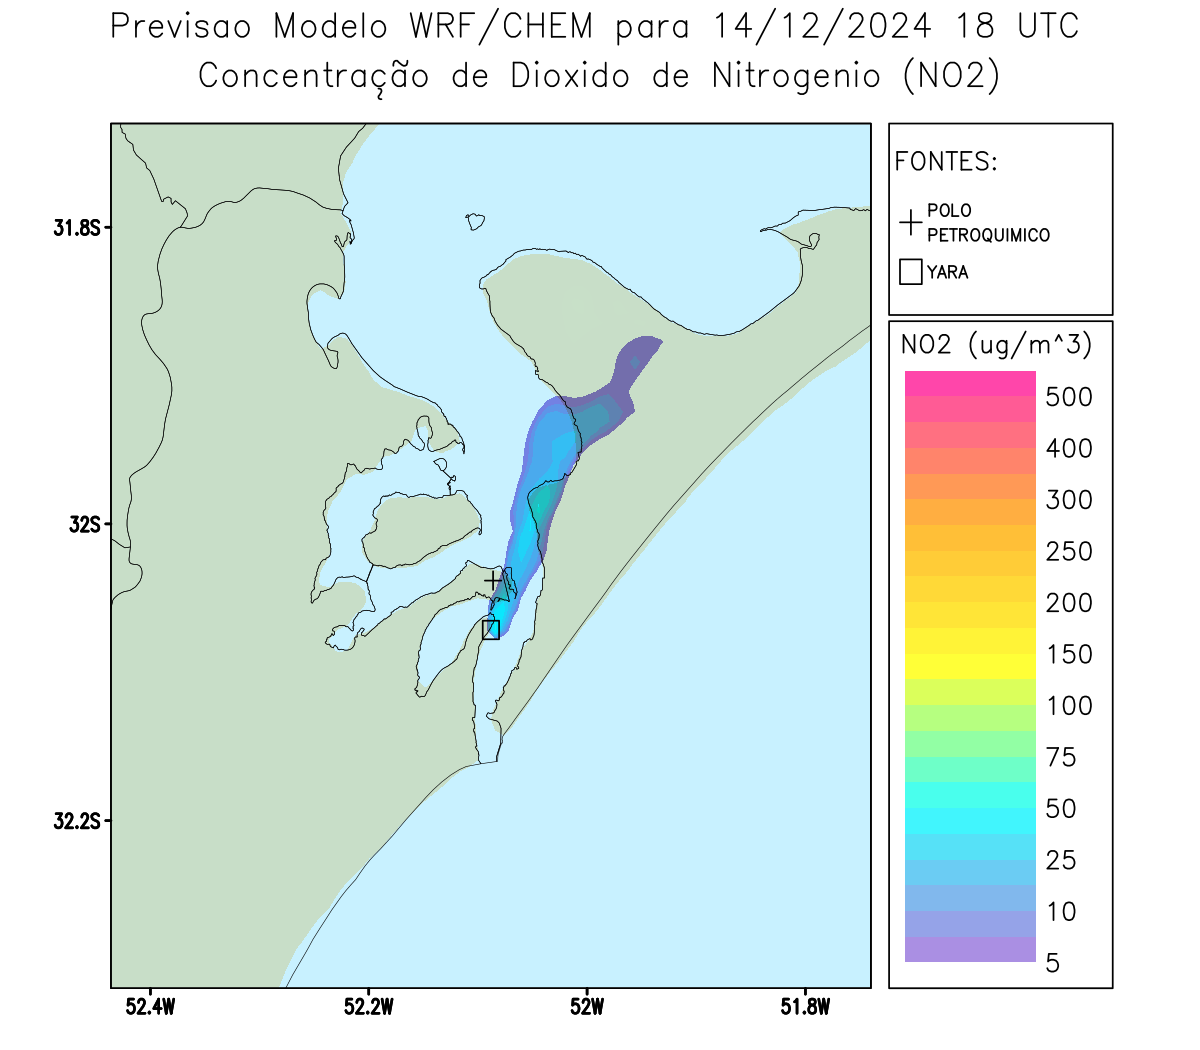 Previsao Modelo WRF/CHEM para 14/12/2024 18 UTC
Concentração de Dioxido de Nitrogenio (NO2)
FONTES:
POLO
PETROQUIMICO
YARA
NO2 (ug/m^3)
500
400
300
250
200
150
100
75
50
25
10
5
31.8S
32S
32.2S
52.4W
52.2W
52W
51.8W